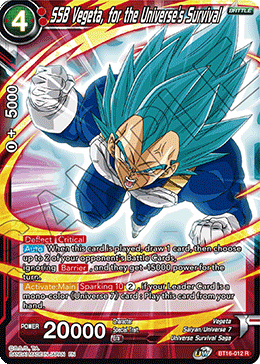 4
SSB Vegeta, for the Universe's Survival
BATTLE
0 + 5000
Deflect Critical
Auto When this card is played, draw 1 card, then choose
up to 2 of your opponent's Battle Cards,
ignoring , and they get -15000 power for the
turn.
Activate:Main Sparking 10 2 , if your Leader Card is a
mono-color ‹Universe 7› card : Play this card from your
hand.
POWER 20000
Character
Vegeta
Special Trait
Saiyan/Universe 7
Universe Survival Saga
BT16-012 R